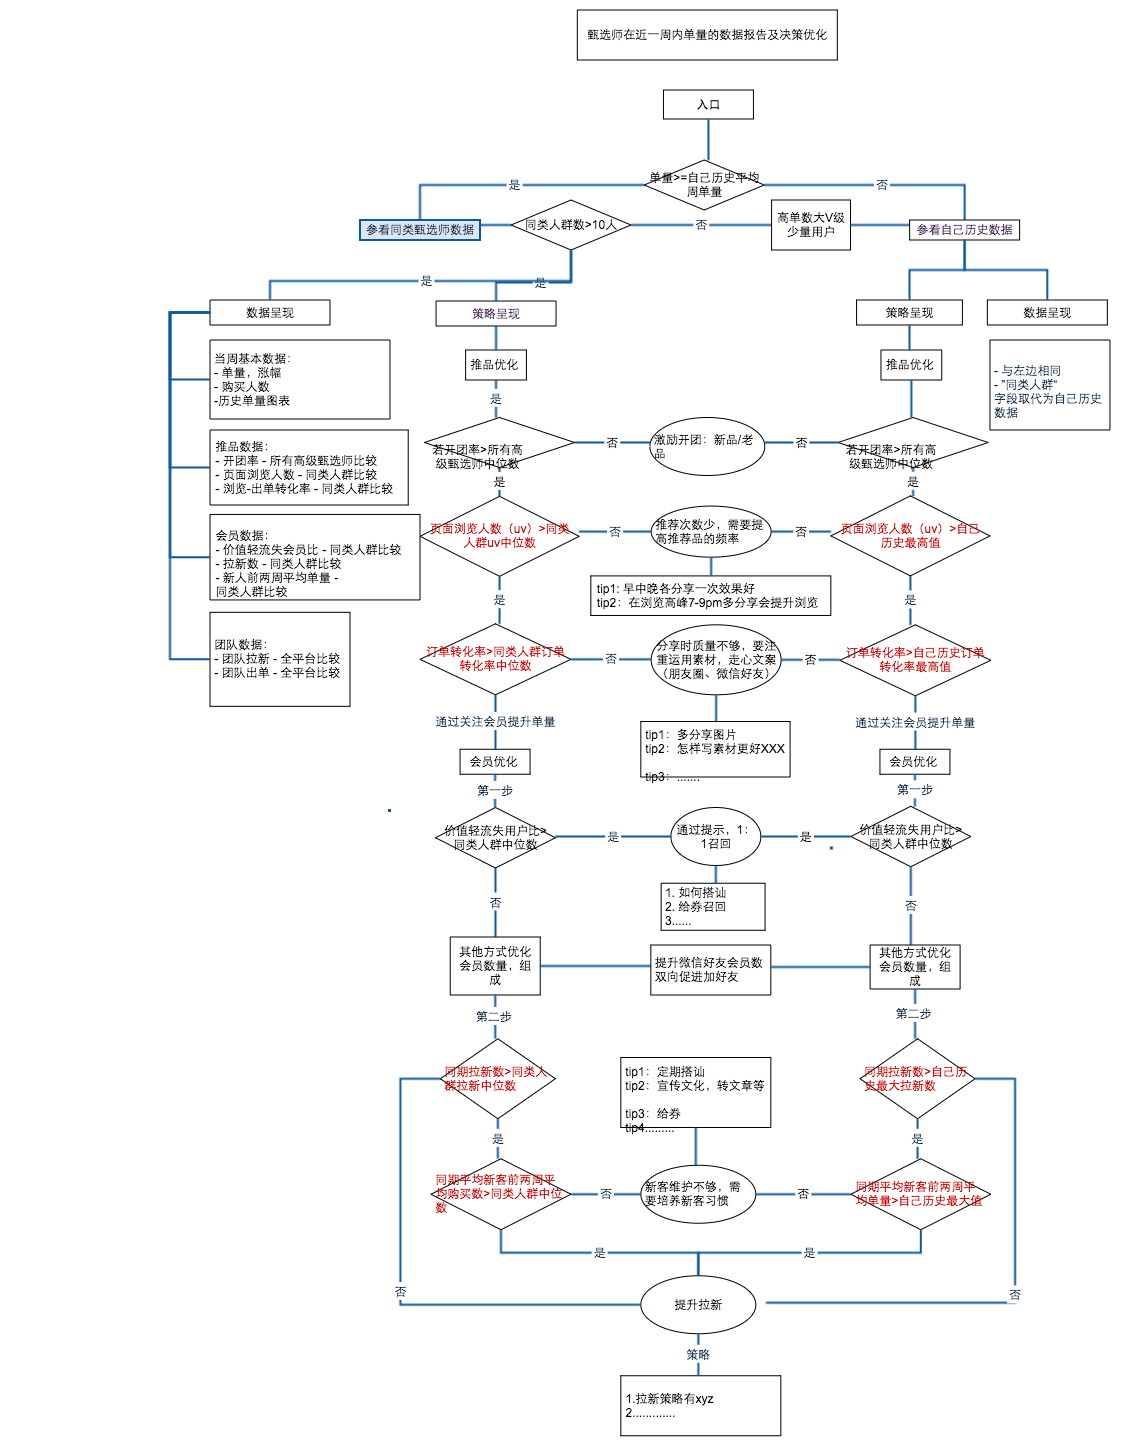 甄选师在近一周内单量的数据报告及决策优化
入口
单量>=自己历史平均
周单量
是
否
参看同类甄选师数据
同类人群数>10人
否
高单数大V级
少量用户
参看自己历史数据
是
是
数据呈现
策略呈现
策略呈现
数据呈现
当周基本数据：
- 单量，涨幅
- 购买人数
-历史单量图表
推品优化
推品优化
- 与左边相同
- "同类人群"
字段取代为自己历史
数据
是
推品数据：
- 开团率 - 所有高级甄选师比较
- 页面浏览人数 - 同类人群比较
- 浏览-出单转化率 - 同类人群比较
若开团率>所有高
级甄选师中位数
否
激励开团：新品/老
品
否
若开团率>所有高
级甄选师中位数
是
是
会员数据：
- 价值轻流失会员比 - 同类人群比较
- 拉新数 - 同类人群比较
- 新人前两周平均单量 -
同类人群比较
页面浏览人数（uv）>同类
人群uv中位数
否
推荐次数少，需要提
高推荐品的频率
否
页面浏览人数（uv）>自己
历史最高值
tip1: 早中晚各分享一次效果好
tip2：在浏览高峰7-9pm多分享会提升浏览
是
是
团队数据：
- 团队拉新 - 全平台比较
- 团队出单 - 全平台比较
订单转化率>同类人群订单
转化率中位数
否
分享时质量不够，要注
重运用素材，走心文案
（朋友圈、微信好友）
否
订单转化率>自己历史订单
转化率最高值
通过关注会员提升单量
通过关注会员提升单量
tip1：多分享图片
tip2：怎样写素材更好XXX
tip3：.......
会员优化
会员优化
第一步
第一步
价值轻流失用户比>
同类人群中位数
是
通过提示，1：
1召回
是
价值轻流失用户比>
同类人群中位数
1. 如何搭讪
2. 给券召回
3......
否
否
其他方式优化
会员数量，组
成
提升微信好友会员数
双向促进加好友
其他方式优化
会员数量，组
成
第二步
第二步
同期拉新数>同类人
群拉新中位数
tip1：定期搭讪
tip2：宣传文化，转文章等
tip3：给券
tip4.........
同期拉新数>自己历
史最大拉新数
是
是
同期平均新客前两周平
均购买数>同类人群中位
数
否
新客维护不够，需
要培养新客习惯
否
同期平均新客前两周平
均单量>自己历史最大值
是
是
否
提升拉新
否
策略
1.拉新策略有xyz
2.............